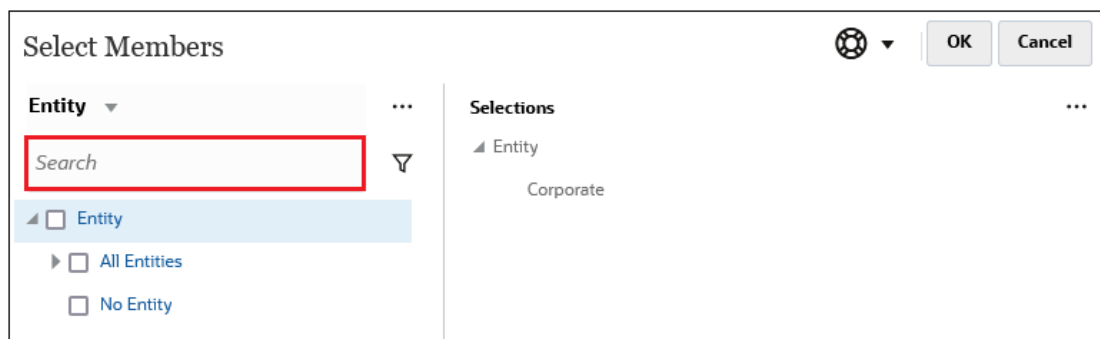 Select Members
OK
Cancel
Entity
Search
Entity
All Entities
No Entity
Selections
Entity
Corporate